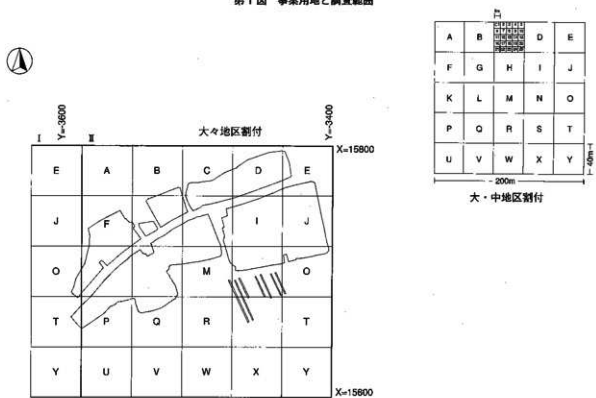 第1図 事業用地と調査範囲
A B D E
F G H I J
K L M N O
P Q R S T
U V W X Y
40m
200m
大・中地区割付
Y=-3600
Y=-3400
I II
大々地区割付
X=15800
E A B C D E
J F I J
O M O
T P Q R T
Y U V W X Y
X=15600